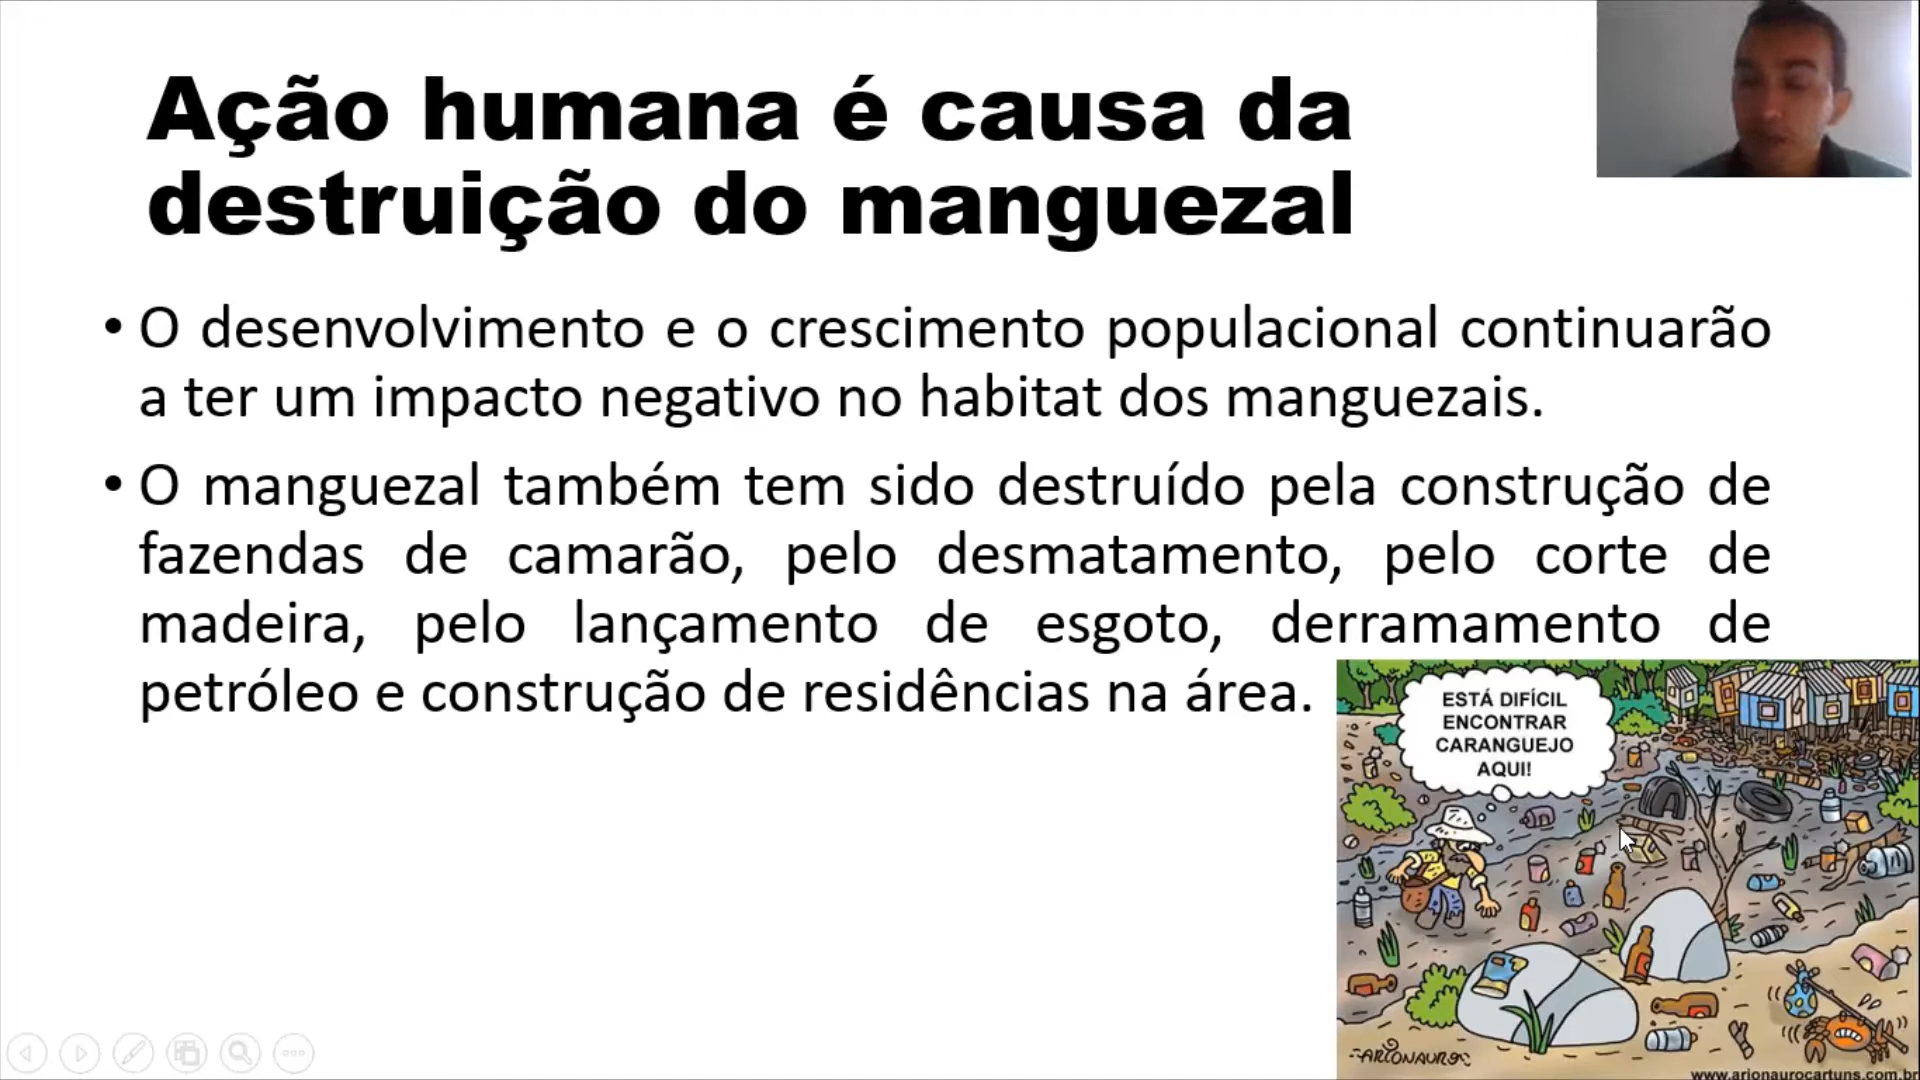 Ação humana é causa da
destruição do manguezal
• O desenvolvimento e o crescimento populacional continuarão
a ter um impacto negativo no habitat dos manguezais.
• O manguezal também tem sido destruído pela construção de
fazendas de camarão, pelo desmatamento, pelo corte de
madeira, pelo lançamento de esgoto, derramamento de
petróleo e construção de residências na área.
ESTÁ DIFÍCIL
ENCONTRAR
CARANGUEJO
AQUI!
ARIONAURO
www.arionaurocartuns.com.br